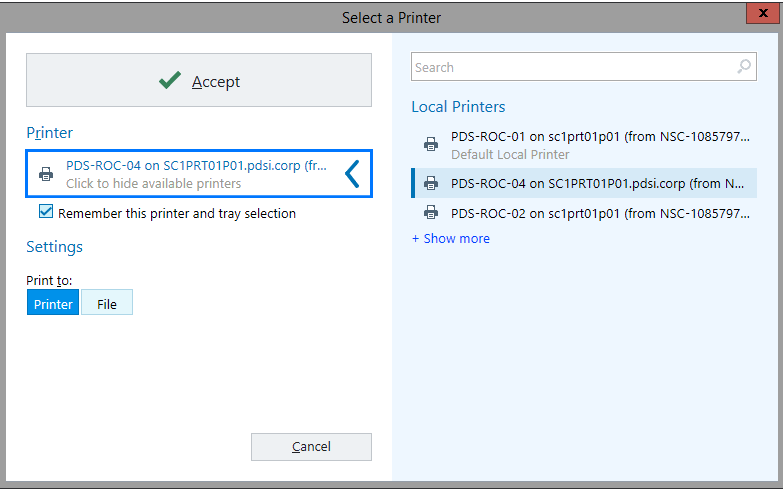 Select a Printer
x
Accept
Printer
PDS-ROC-04 on SC1PRT01P01.pdsi.corp (fr...
Click to hide available printers
Remember this printer and tray selection
Settings
Print to:
Printer
File
Cancel
Search
Local Printers
PDS-ROC-01 on sc1prt01p01 (from NSC-1085797...
Default Local Printer
PDS-ROC-04 on SC1PRT01P01.pdsi.corp (from N...
PDS-ROC-02 on sc1prt01p01 (from NSC-1085797...
+ Show more